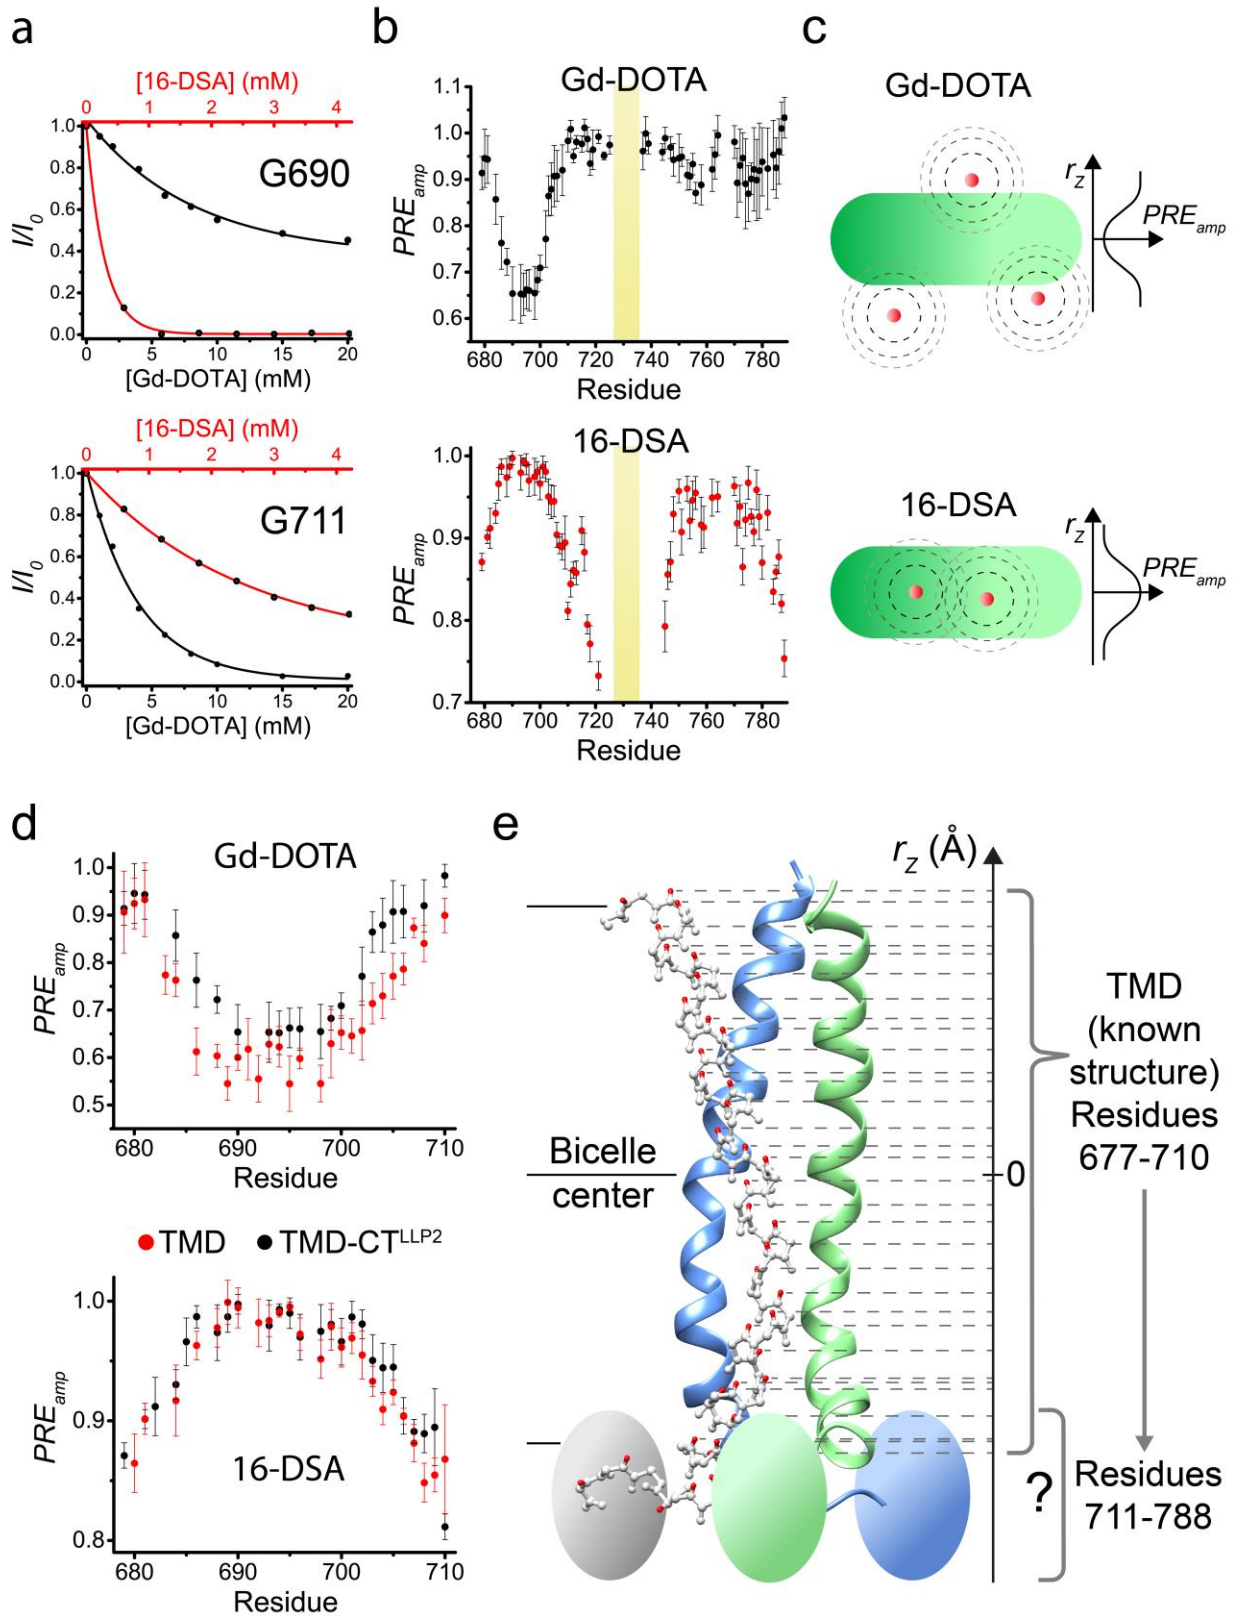 a
[16-DSA] (mM)
0 1 2 3 4
1.0
0.8
0.6
0.4
0.2
0.0
I/I0
G690
0 5 10 15 20
[Gd-DOTA] (mM)
[16-DSA] (mM)
0 1 2 3 4
1.0
0.8
0.6
0.4
0.2
0.0
I/I0
G711
0 5 10 15 20
[Gd-DOTA] (mM)
b
Gd-DOTA
1.1
1.0
0.9
0.8
0.7
0.6
PREamp
680 700 720 740 760 780
Residue
16-DSA
1.0
0.9
0.8
0.7
PREamp
680 700 720 740 760 780
Residue
c
Gd-DOTA
rZ
PREamp
16-DSA
rZ
PREamp
d
Gd-DOTA
1.0
0.9
0.8
0.7
0.6
0.5
PREamp
680 690 700 710
Residue
TMD TMD-CTLLP2
1.0
0.9
0.8
PREamp
16-DSA
680 690 700 710
Residue
e
rZ (Å)
Bicelle
center
0
TMD
(known
structure)
Residues
677-710
?
Residues
711-788